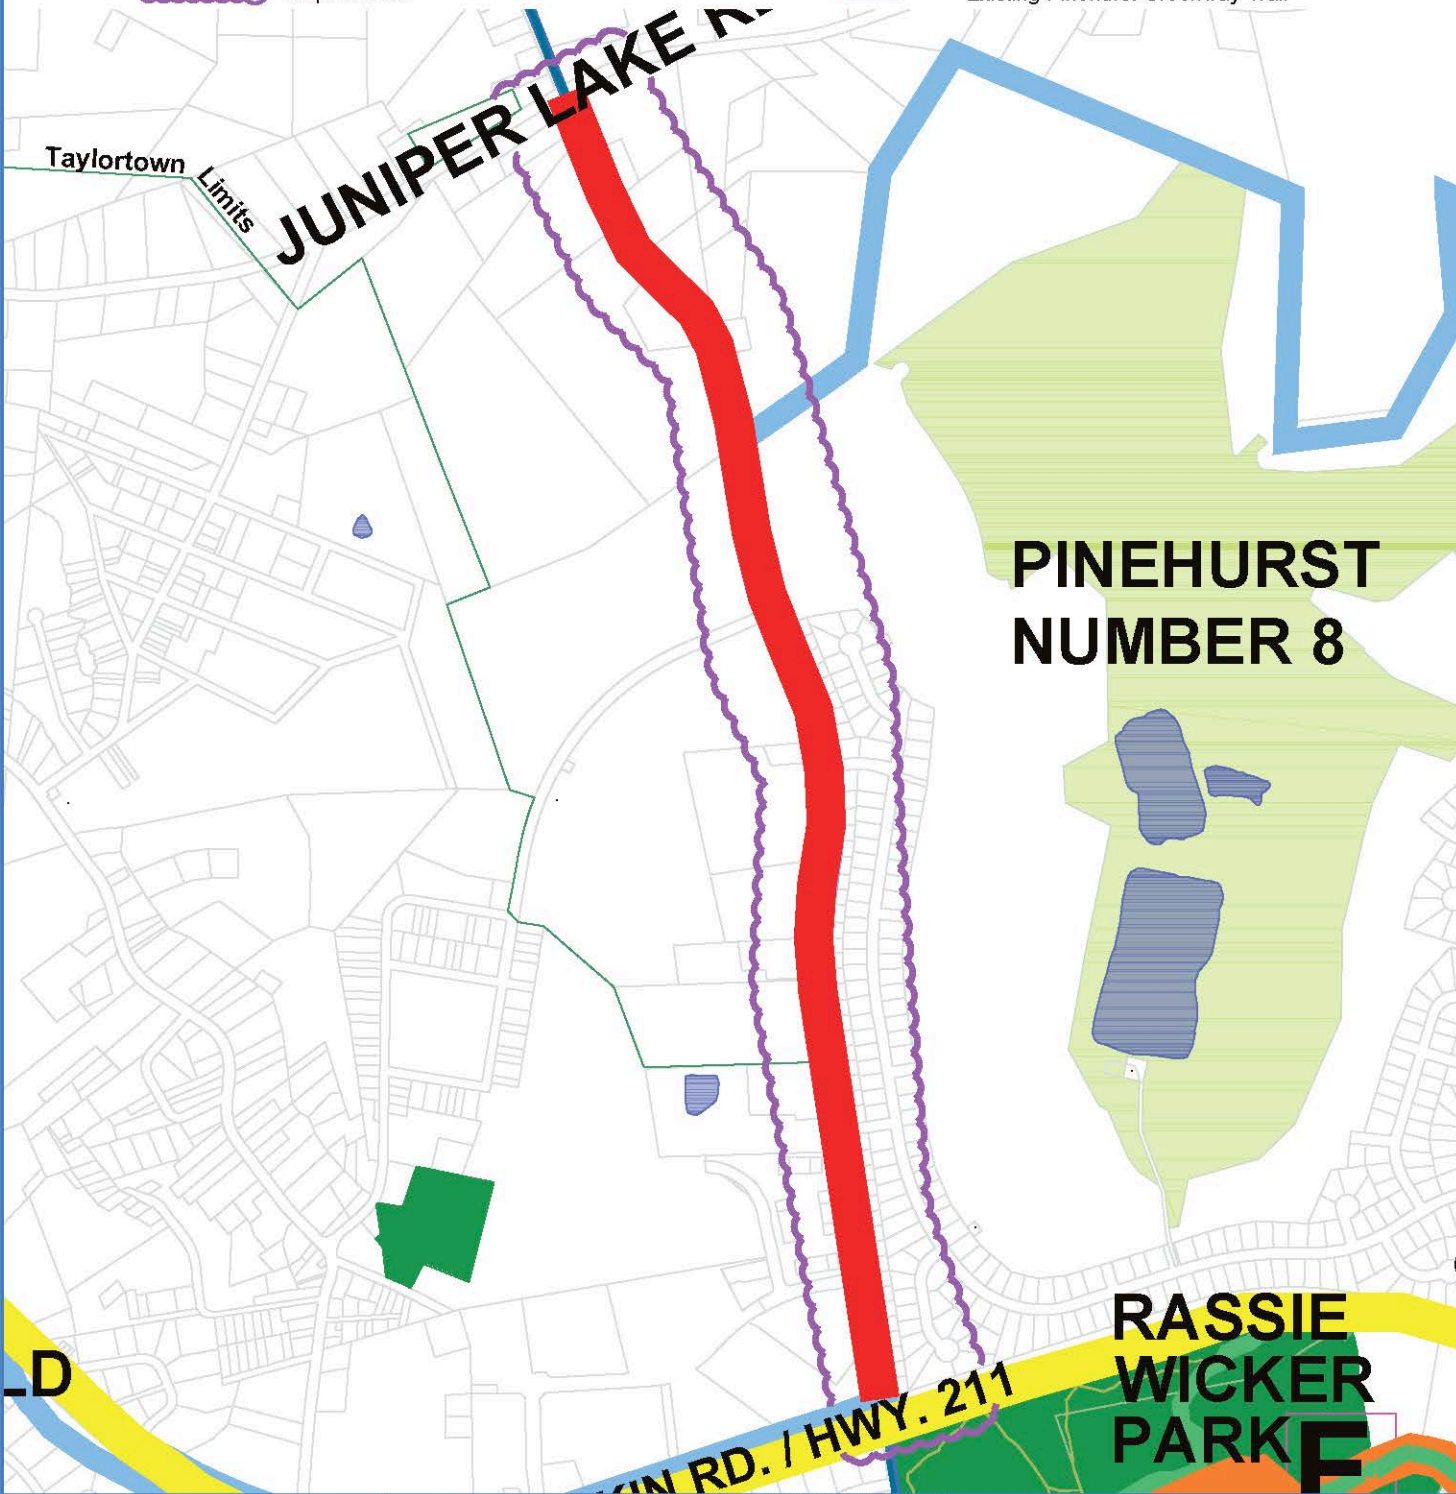 JUNIPER LAKE
Taylortown
Limits
PINEHURST
NUMBER 8
RASSIE
WICKER
PARK
F
LD
RD. / HWY. 211